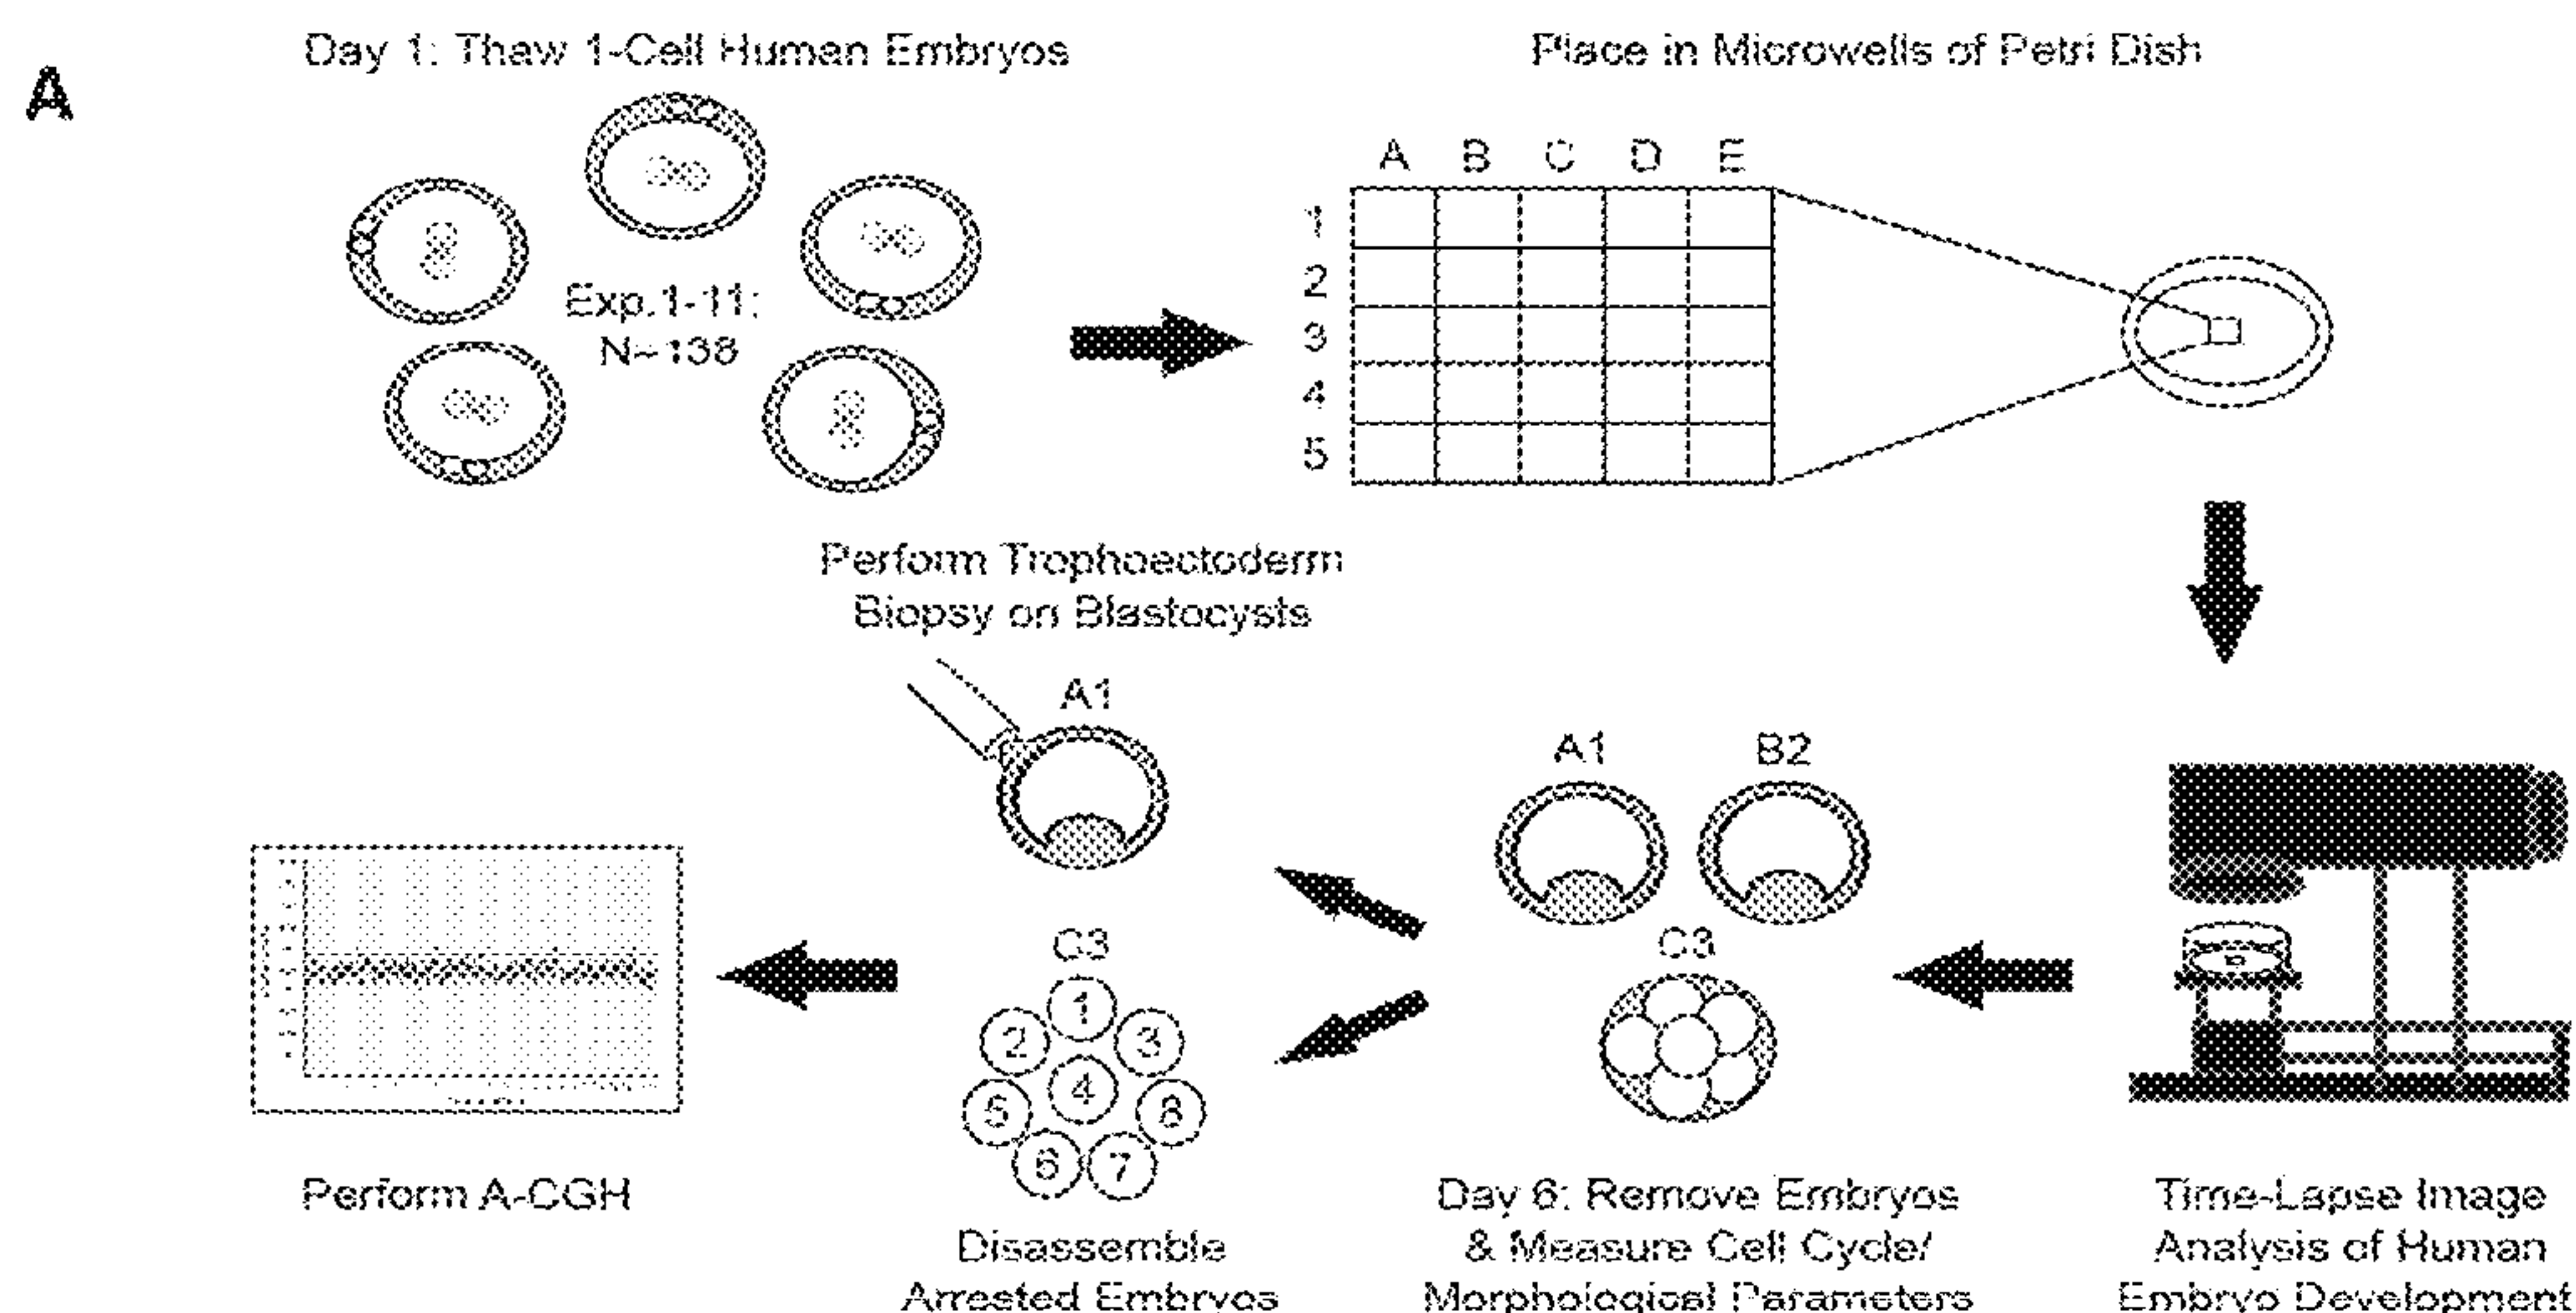 A
Day 1: Thaw 1-Cell Human Embryos
Exp.1-11:
N=138
Place in Microwells of Petri Dish
A B C D E
1
2
3
4
5
Perform Trophoectoderm
Biopsy on Blastocysts
A1
A1 B2
C3
C3
1
2 3
4
5 8
6 7
Perform A-CGH
Disassemble
Arrested Embryos
Day 6: Remove Embryos
& Measure Cell Cycle/
Morphological Parameters
Time-Lapse Image
Analysis of Human
Embryo Development